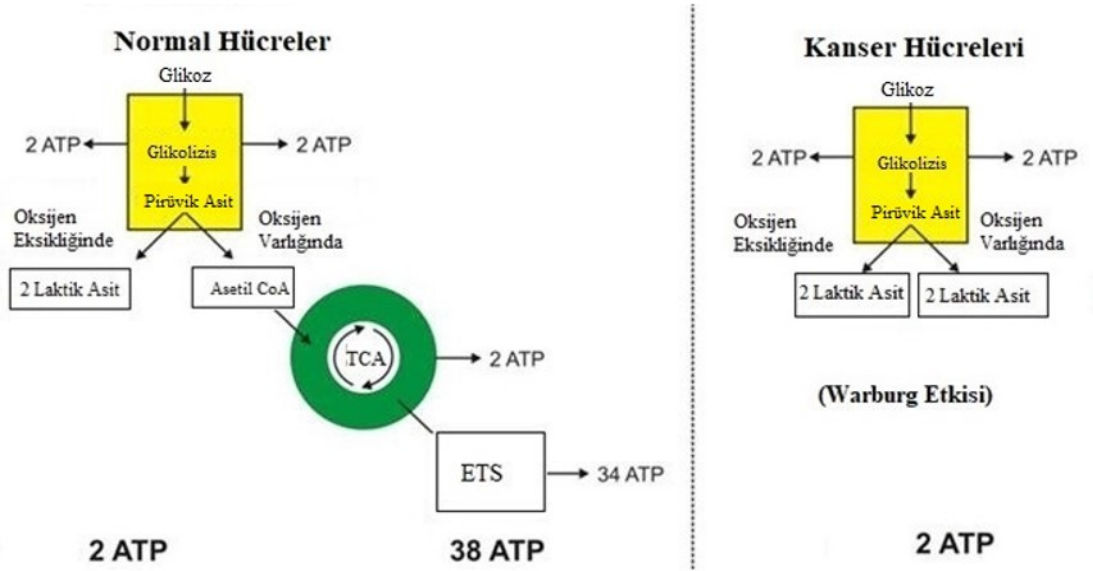 Normal Hücreler
Glikoz
2 ATP
Glikolizis
2 ATP
Pirüvik Asit
Oksijen
Eksikliğinde
Oksijen
Varlığında
2 Laktik Asit
Asetil CoA
TCA
2 ATP
ETS
34 ATP
2 ATP
38 ATP
Kanser Hücreleri
Glikoz
2 ATP
Glikolizis
2 ATP
Pirüvik Asit
Oksijen
Eksikliğinde
Oksijen
Varlığında
2 Laktik Asit
2 Laktik Asit
(Warburg Etkisi)
2 ATP